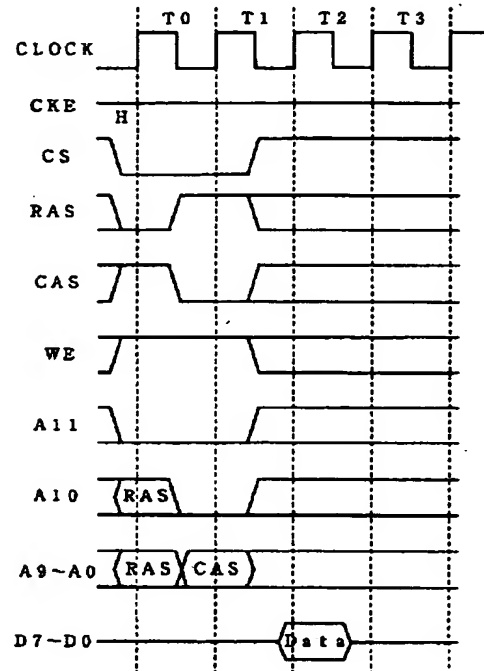 T0 T1 T2 T3
CLOCK
CKE
H
CS
RAS
CAS
WE
A11
A10 RAS
A9~A0 RAS CAS
D7~D0 Data